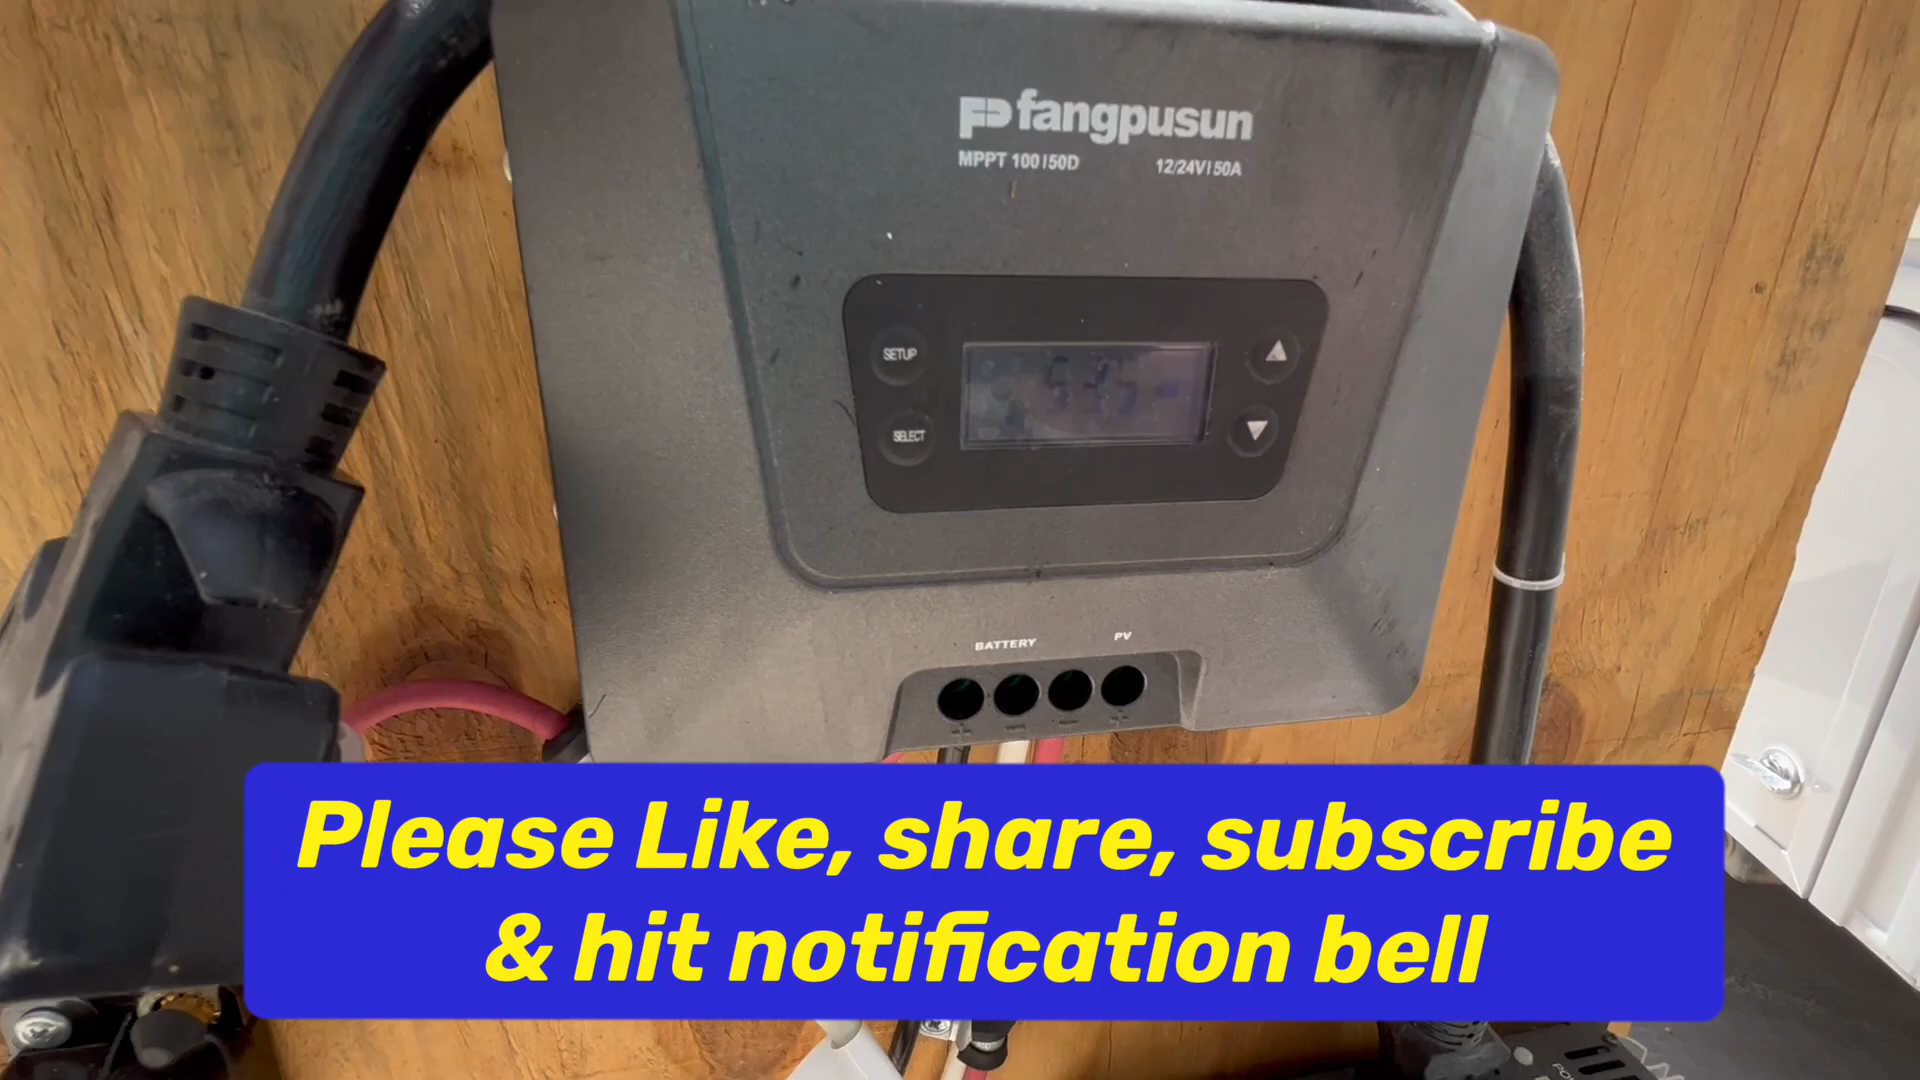 fangpusun
MPPT 100|50D 12/24V|50A
SETUP
SELECT
BATTERY PV
+ − − +
Please Like, share, subscribe
& hit notification bell